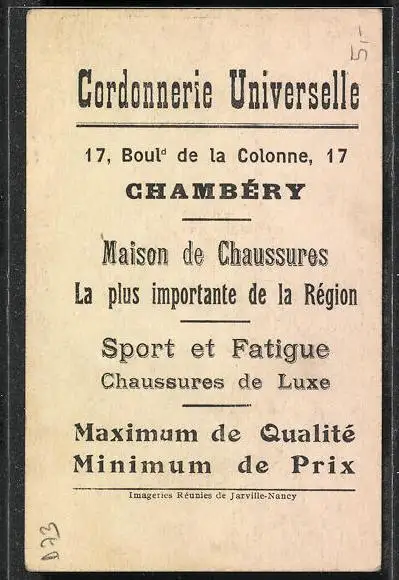 5.-
Cordonnerie Universelle
17, Boulᵈ de la Colonne, 17
CHAMBÉRY
Maison de Chaussures
La plus importante de la Région
Sport et Fatigue
Chaussures de Luxe
Maximum de Qualité
Minimum de Prix
Imageries Réunies de Jarville-Nancy